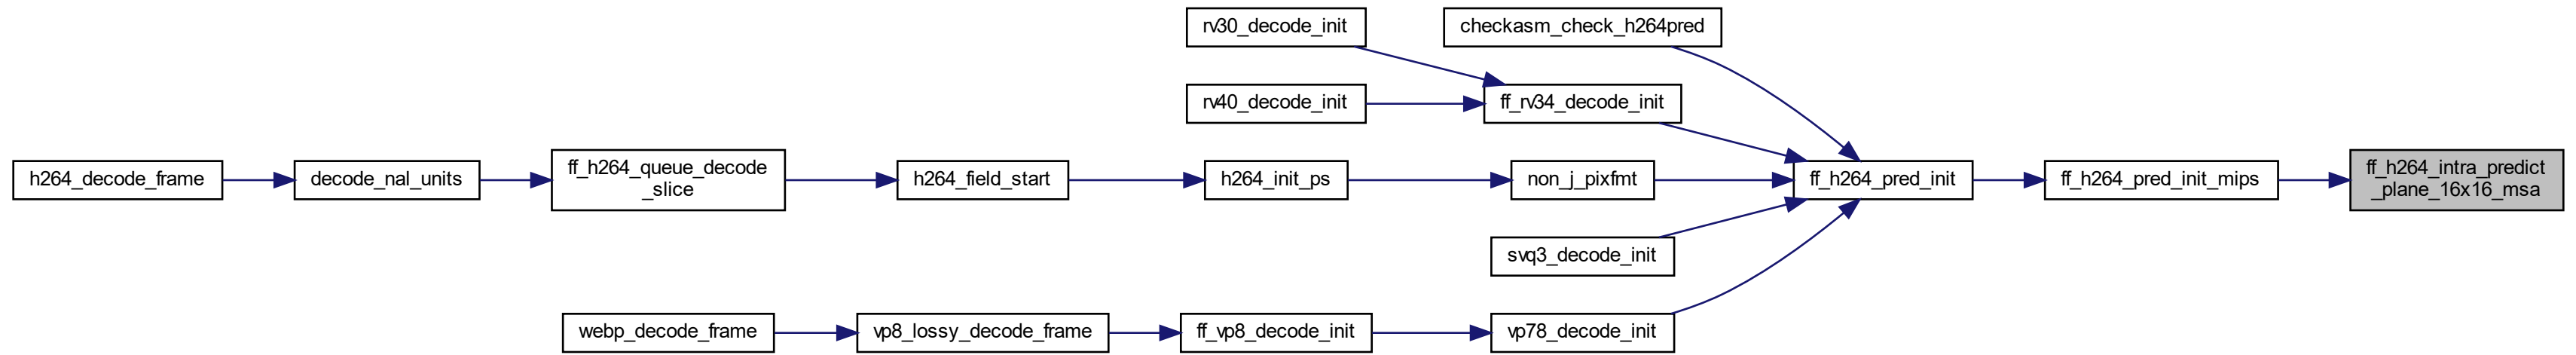 rv30_decode_init
checkasm_check_h264pred
rv40_decode_init
ff_rv34_decode_init
h264_decode_frame
decode_nal_units
ff_h264_queue_decode
_slice
h264_field_start
h264_init_ps
non_j_pixfmt
ff_h264_pred_init
ff_h264_pred_init_mips
ff_h264_intra_predict
_plane_16x16_msa
svq3_decode_init
webp_decode_frame
vp8_lossy_decode_frame
ff_vp8_decode_init
vp78_decode_init